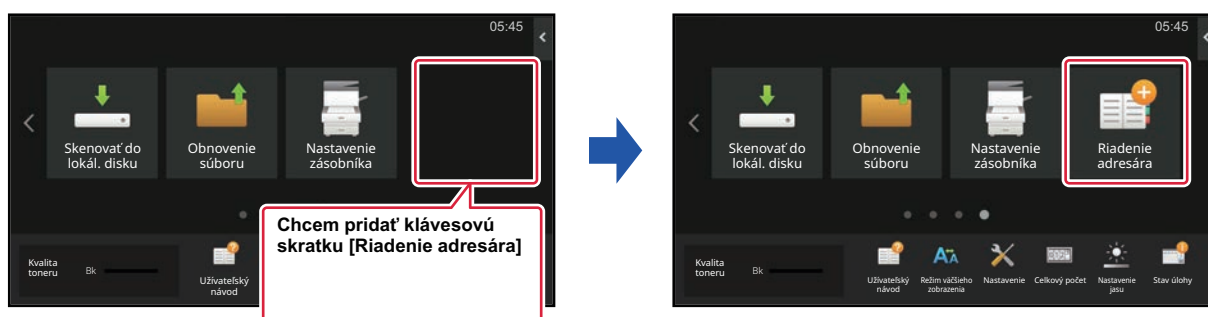 05:45
Skenovať do
lokál. disku
Obnovenie
súboru
Nastavenie
zásobníka
Chcem pridať klávesovú
skratku [Riadenie adresára]
Kvalita
toneru
Bk
Užívateľský
návod
05:45
Skenovať do
lokál. disku
Obnovenie
súboru
Nastavenie
zásobníka
Riadenie
adresára
Kvalita
toneru
Bk
Užívateľský
návod
Režim väčšieho
zobrazenia
Nastavenie
Celkový počet
Nastavenie
jasu
Stav úlohy